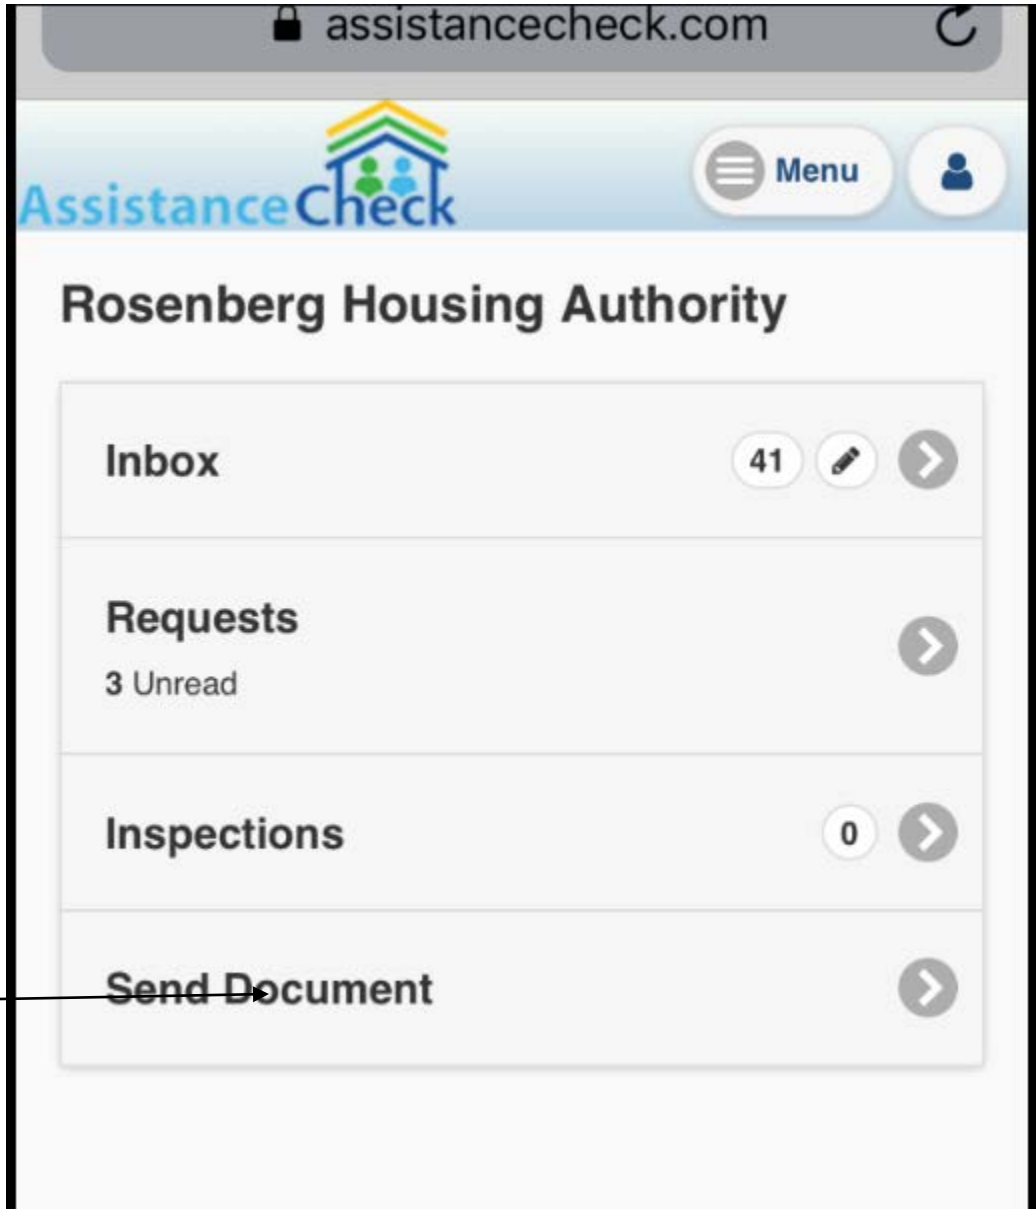 assistancecheck.com
AssistanceCheck
Menu
Rosenberg Housing Authority
Inbox
41
Requests
3 Unread
Inspections
0
Send Document